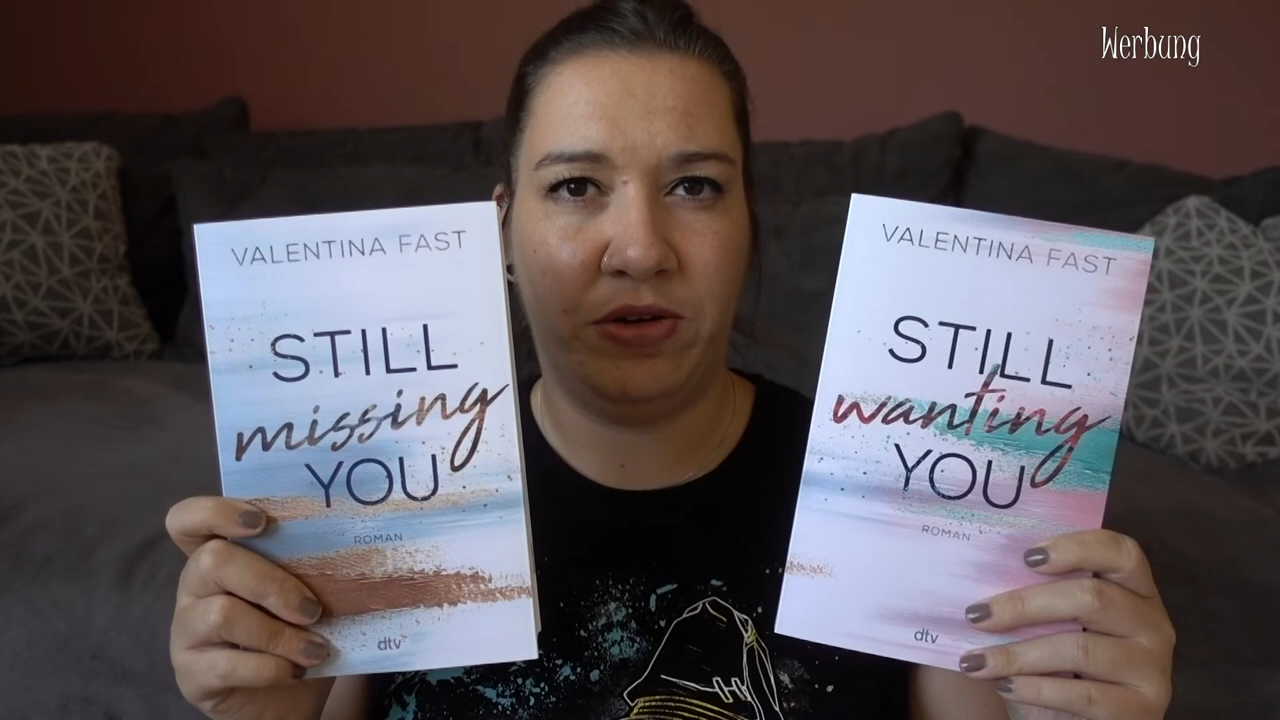 Werbung
VALENTINA FAST
STILL
missing
YOU
ROMAN
dtv
VALENTINA FAST
STILL
wanting
YOU
ROMAN
dtv